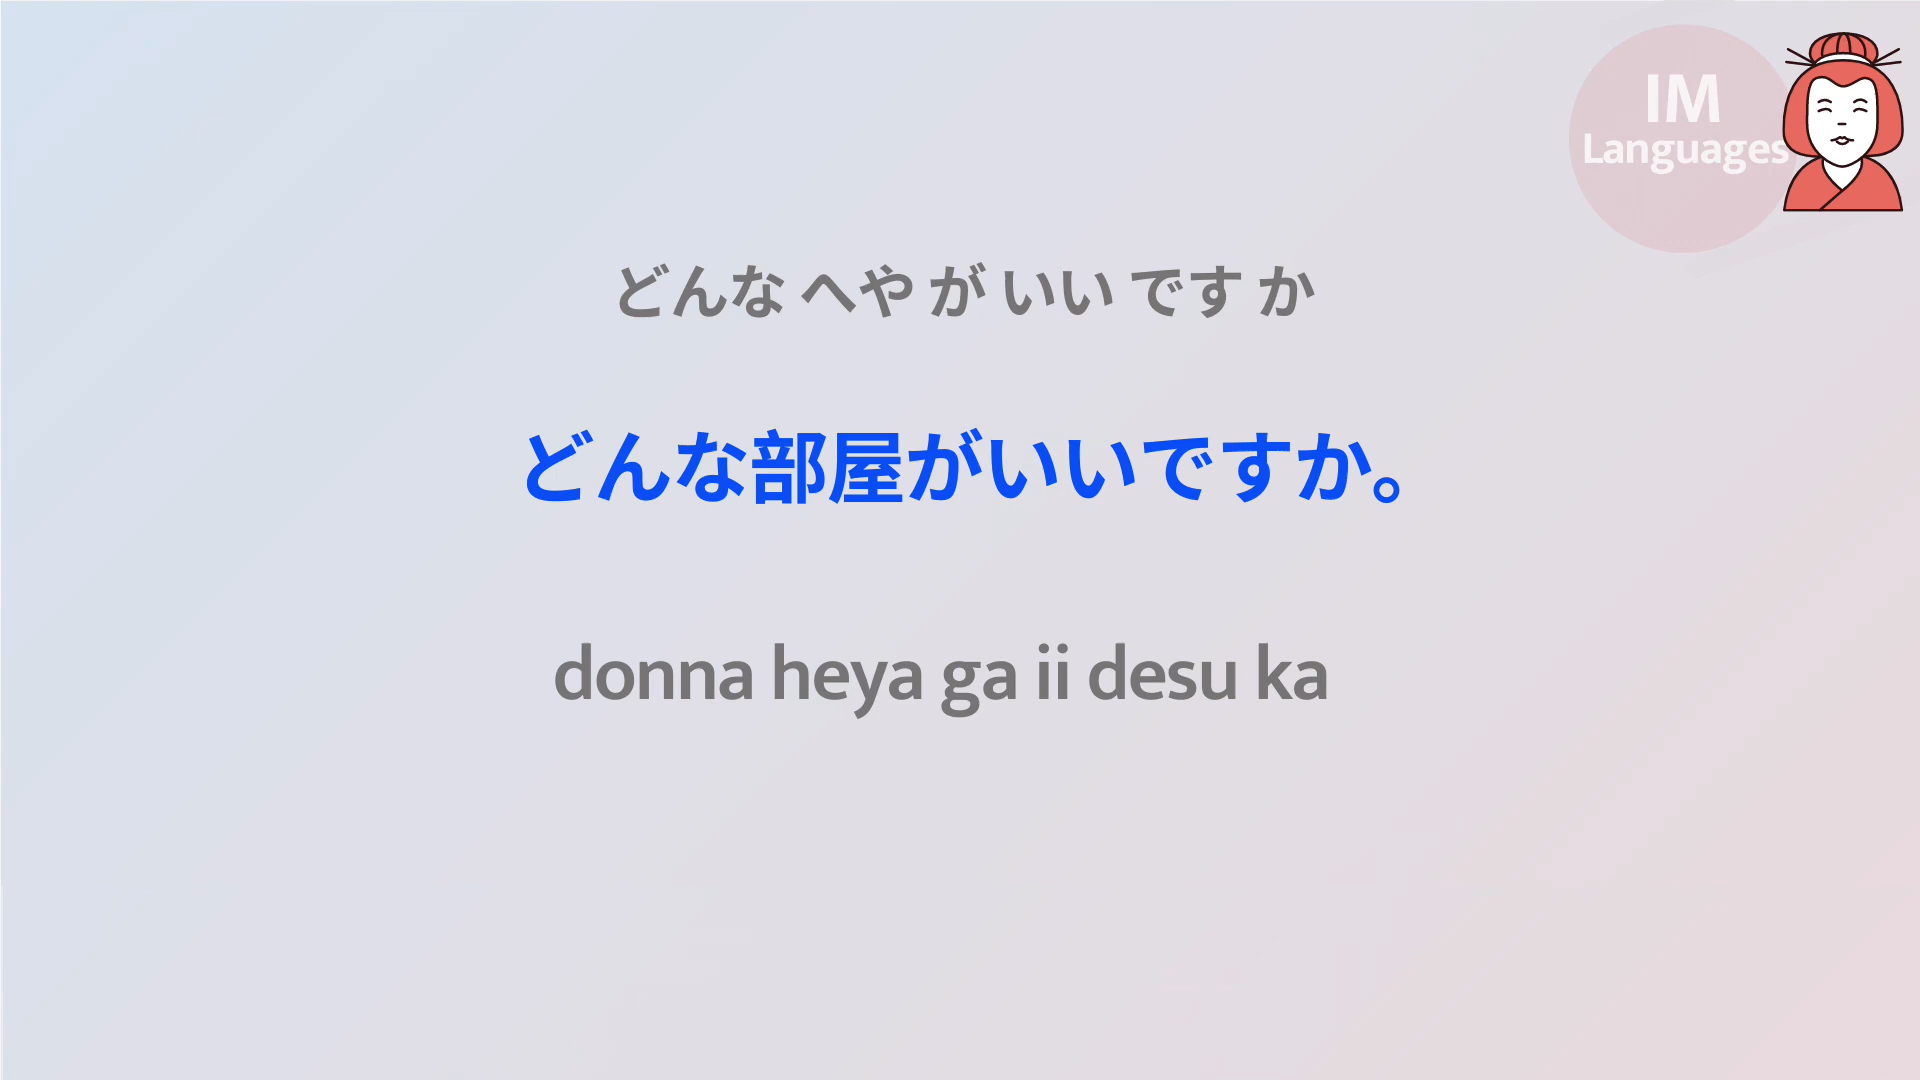 IM
Languages
どんな へや が いい です か
どんな部屋がいいですか。
donna heya ga ii desu ka